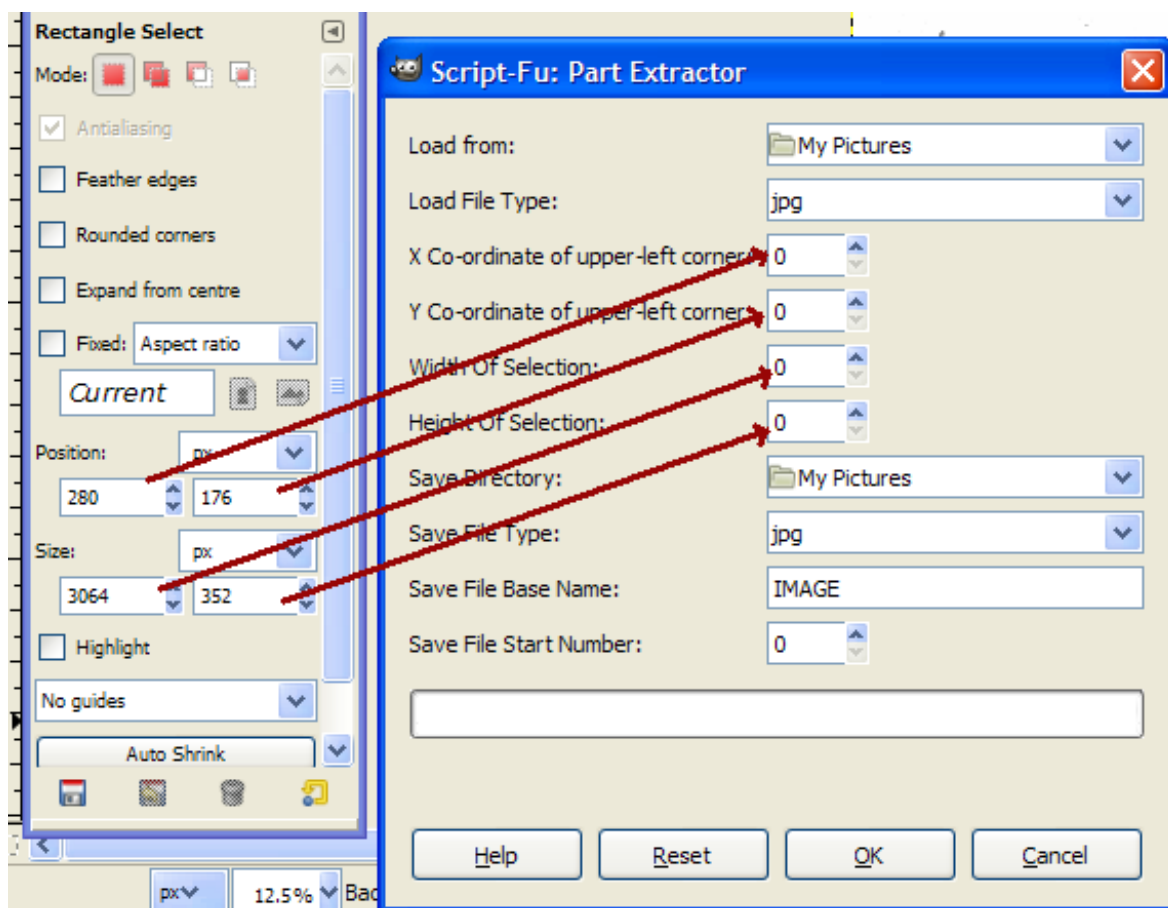 Rectangle Select
Mode:
Antialiasing
Feather edges
Rounded corners
Expand from centre
Fixed: Aspect ratio
Current
Position: px
280 176
Size: px
3064 352
Highlight
No guides
Auto Shrink
px 12.5% Bac
Script-Fu: Part Extractor
Load from: My Pictures
Load File Type: jpg
X Co-ordinate of upper-left corner: 0
Y Co-ordinate of upper-left corner: 0
Width Of Selection: 0
Height Of Selection: 0
Save Directory: My Pictures
Save File Type: jpg
Save File Base Name: IMAGE
Save File Start Number: 0
Help Reset OK Cancel